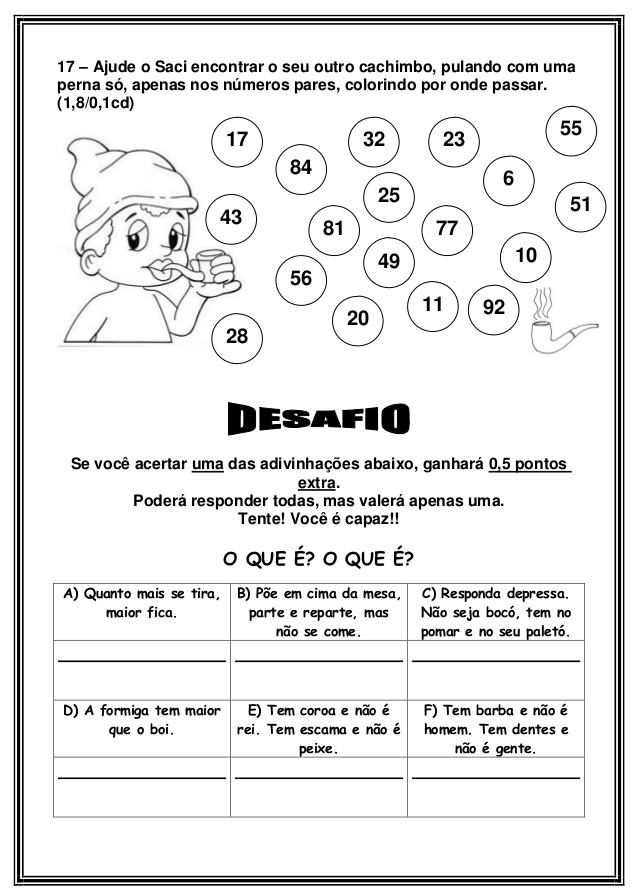 17 – Ajude o Saci encontrar o seu outro cachimbo, pulando com uma
perna só, apenas nos números pares, colorindo por onde passar.
(1,8/0,1cd)
17
32
23
55
84
6
25
51
43
81
77
49
10
56
11
92
20
28
DESAFIO
Se você acertar uma das adivinhações abaixo, ganhará 0,5 pontos
extra.
Poderá responder todas, mas valerá apenas uma.
Tente! Você é capaz!!
O QUE É? O QUE É?
A) Quanto mais se tira,
maior fica.
B) Põe em cima da mesa,
parte e reparte, mas
não se come.
C) Responda depressa.
Não seja bocó, tem no
pomar e no seu paletó.
D) A formiga tem maior
que o boi.
E) Tem coroa e não é
rei. Tem escama e não é
peixe.
F) Tem barba e não é
homem. Tem dentes e
não é gente.